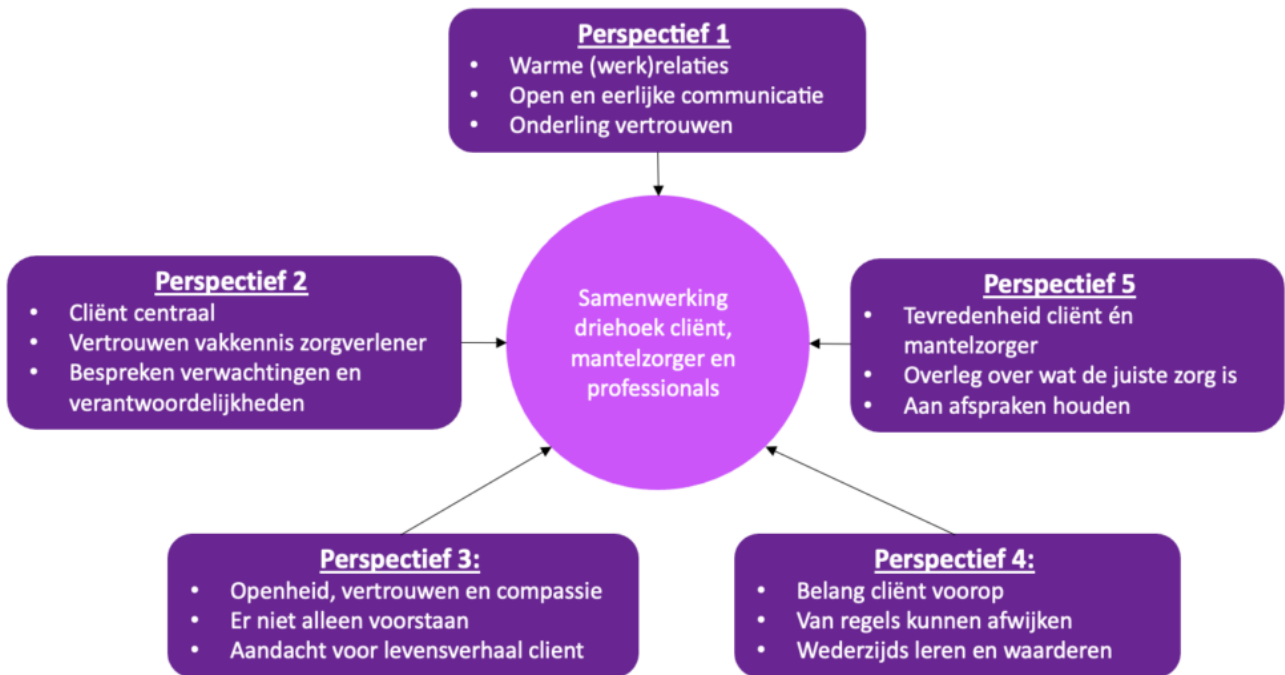 Perspectief 1
• Warme (werk)relaties
• Open en eerlijke communicatie
• Onderling vertrouwen
Perspectief 2
• Cliënt centraal
• Vertrouwen vakkennis zorgverlener
• Bespreken verwachtingen en
verantwoordelijkheden
Samenwerking
driehoek cliënt,
mantelzorger en
professionals
Perspectief 5
• Tevredenheid cliënt én
mantelzorger
• Overleg over wat de juiste zorg is
• Aan afspraken houden
Perspectief 3:
• Openheid, vertrouwen en compassie
• Er niet alleen voorstaan
• Aandacht voor levensverhaal client
Perspectief 4:
• Belang cliënt voorop
• Van regels kunnen afwijken
• Wederzijds leren en waarderen